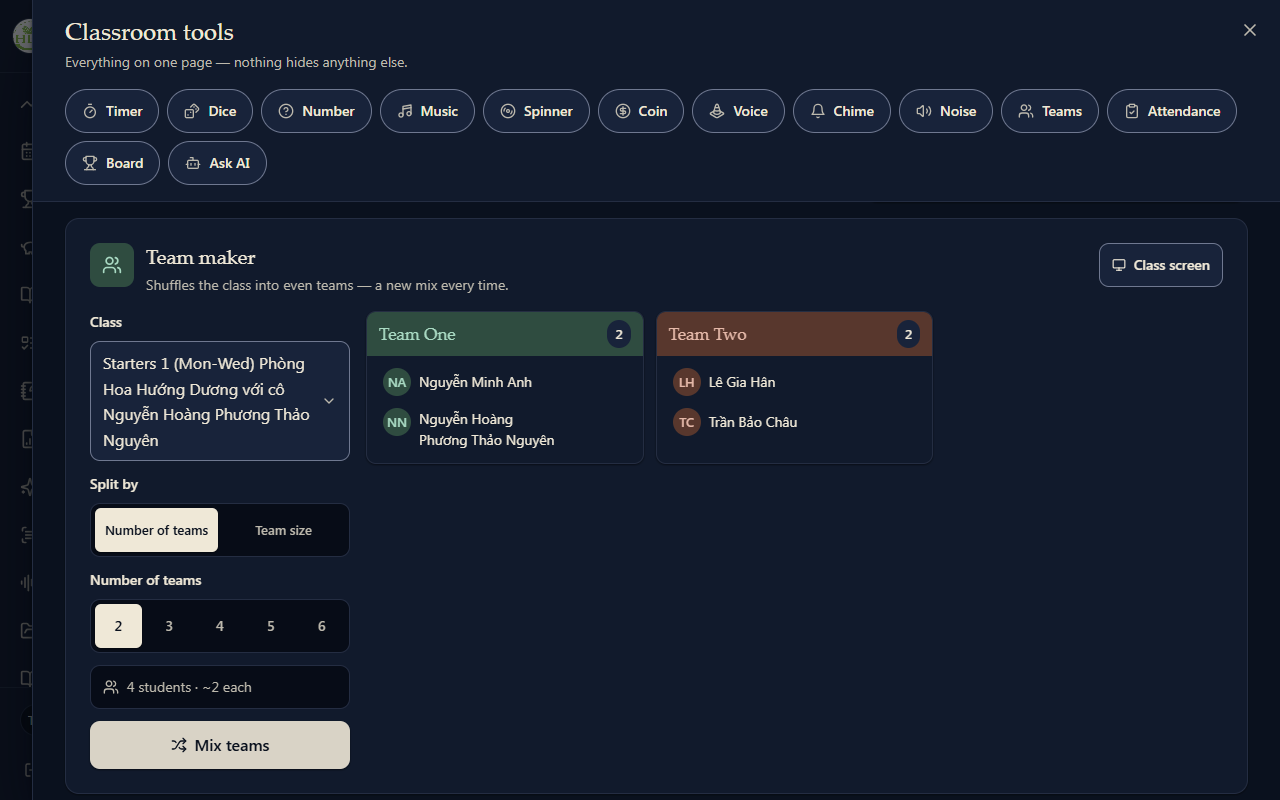 Classroom tools
Everything on one page — nothing hides anything else.
Timer
Dice
Number
Music
Spinner
Coin
Voice
Chime
Noise
Teams
Attendance
Board
Ask AI
Team maker
Shuffles the class into even teams — a new mix every time.
Class screen
Class
Starters 1 (Mon-Wed) Phòng
Hoa Hướng Dương với cô
Nguyễn Hoàng Phương Thảo
Nguyên
Split by
Number of teams
Team size
Number of teams
2
3
4
5
6
4 students · ~2 each
Mix teams
Team One
2
NA
Nguyễn Minh Anh
NN
Nguyễn Hoàng
Phương Thảo Nguyên
Team Two
2
LH
Lê Gia Hân
TC
Trần Bảo Châu